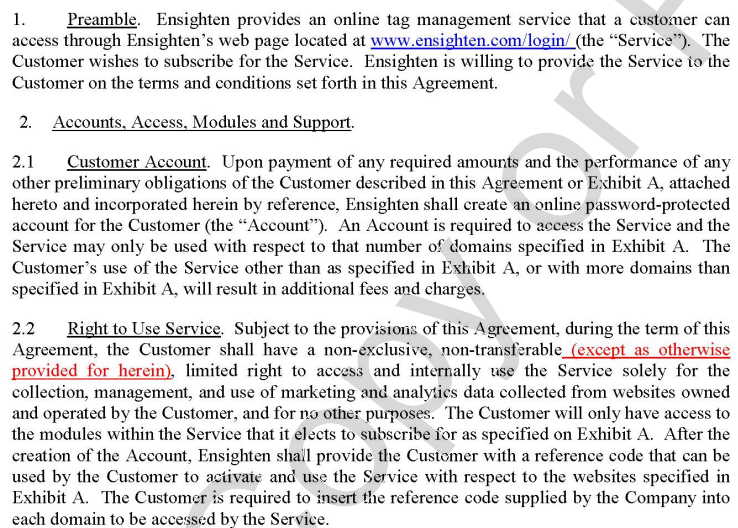 1. Preamble. Ensighten provides an online tag management service that a customer can
access through Ensighten's web page located at www.ensighten.com/login/ (the "Service"). The
Customer wishes to subscribe for the Service. Ensighten is willing to provide the Service to the
Customer on the terms and conditions set forth in this Agreement.
2. Accounts, Access, Modules and Support.
2.1 Customer Account. Upon payment of any required amounts and the performance of any
other preliminary obligations of the Customer described in this Agreement or Exhibit A, attached
hereto and incorporated herein by reference, Ensighten shall create an online password-protected
account for the Customer (the "Account"). An Account is required to access the Service and the
Service may only be used with respect to that number of domains specified in Exhibit A. The
Customer's use of the Service other than as specified in Exhibit A, or with more domains than
specified in Exhibit A, will result in additional fees and charges.
2.2 Right to Use Service. Subject to the provisions of this Agreement, during the term of this
Agreement, the Customer shall have a non-exclusive, non-transferable (except as otherwise
provided for herein), limited right to access and internally use the Service solely for the
collection, management, and use of marketing and analytics data collected from websites owned
and operated by the Customer, and for no other purposes. The Customer will only have access to
the modules within the Service that it elects to subscribe for as specified on Exhibit A. After the
creation of the Account, Ensighten shall provide the Customer with a reference code that can be
used by the Customer to activate and use the Service with respect to the websites specified in
Exhibit A. The Customer is required to insert the reference code supplied by the Company into
each domain to be accessed by the Service.
Copy or